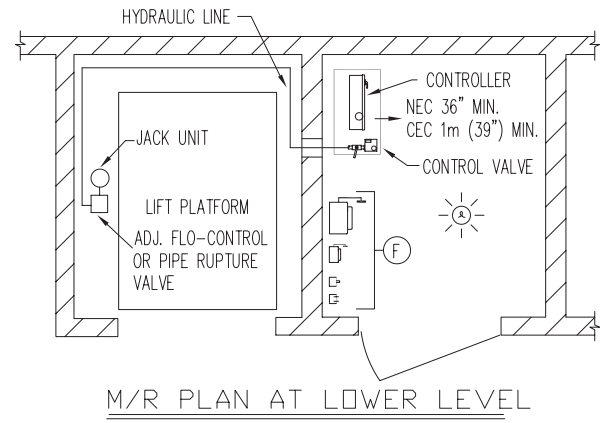 HYDRAULIC LINE
CONTROLLER
NEC 36” MIN.
CEC 1m (39”) MIN.
CONTROL VALVE
JACK UNIT
LIFT PLATFORM
ADJ. FLO-CONTROL
OR PIPE RUPTURE
VALVE
F
M/R PLAN AT LOWER LEVEL